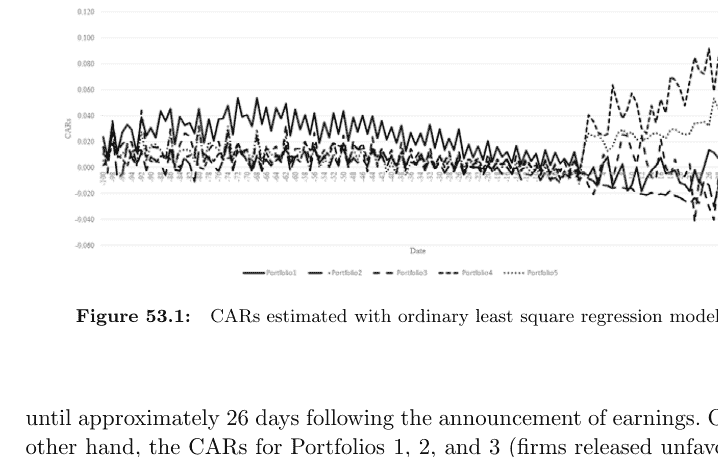 0.120
0.100
0.080
0.060
0.040
0.020
0.000
-0.020
-0.040
-0.060
CARs
Date
Portfolio1 Portfolio2 Portfolio3 Portfolio4 Portfolio5
Figure 53.1: CARs estimated with ordinary least square regression model
until approximately 26 days following the announcement of earnings.
other hand, the CARs for Portfolios 1, 2, and 3 (firms released